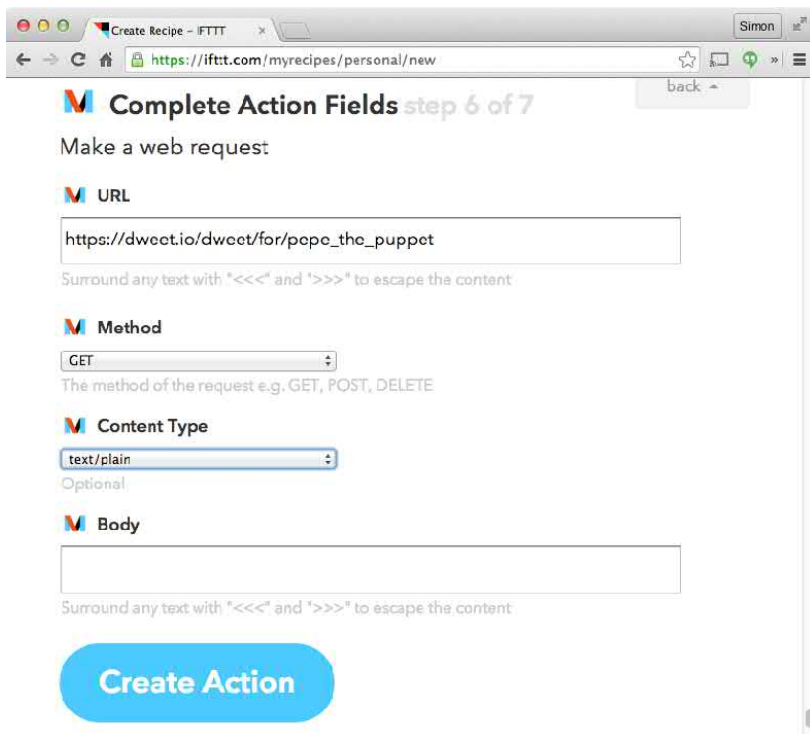 Create Recipe - IFTTT
Simon
https://ifttt.com/myrecipes/personal/new
back
Complete Action Fields step 6 of 7
Make a web request
URL
https://dweet.io/dweet/for/pepe_the_puppet
Surround any text with "<<<" and ">>>" to escape the content
Method
GET
The method of the request e.g. GET, POST, DELETE
Content Type
text/plain
Optional
Body
Surround any text with "<<<" and ">>>" to escape the content
Create Action